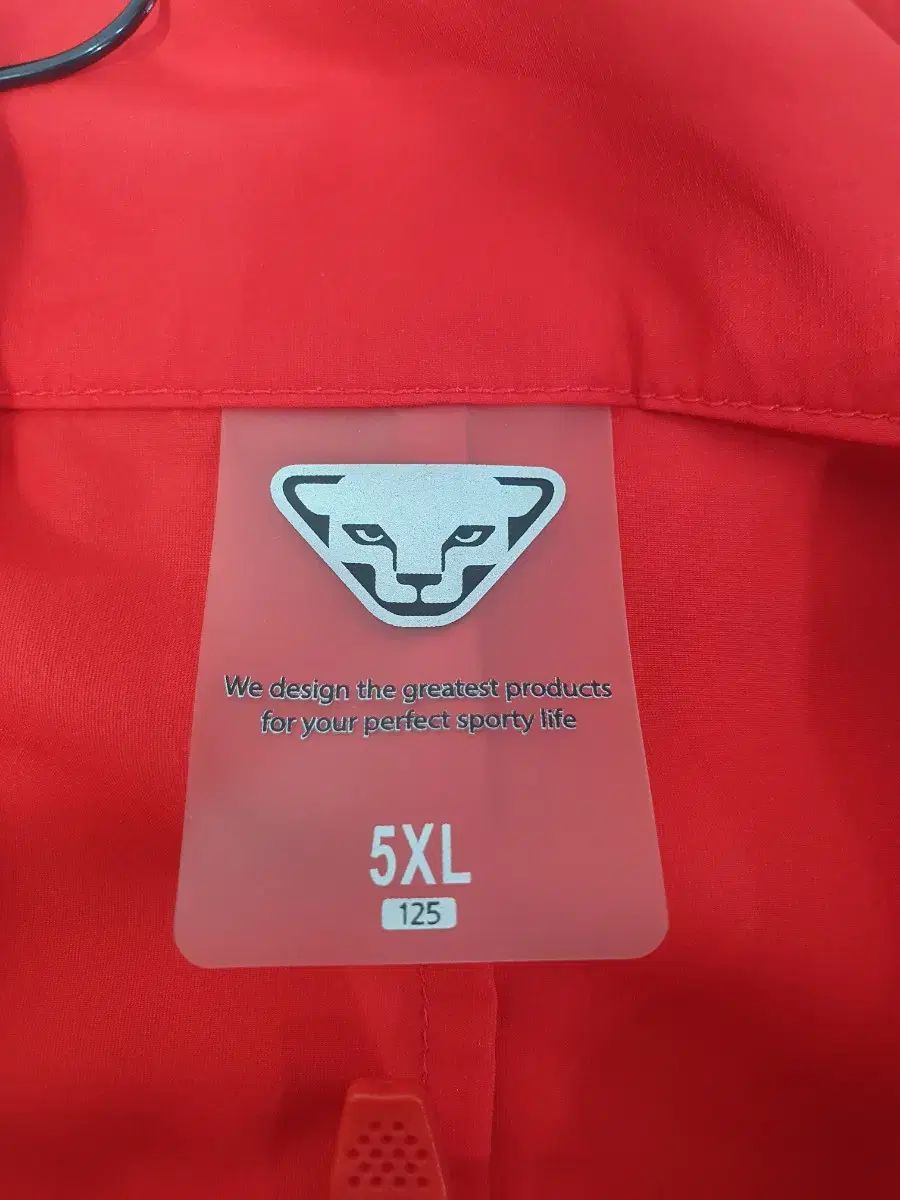 We design the greatest products
for your perfect sporty life
5XL
125